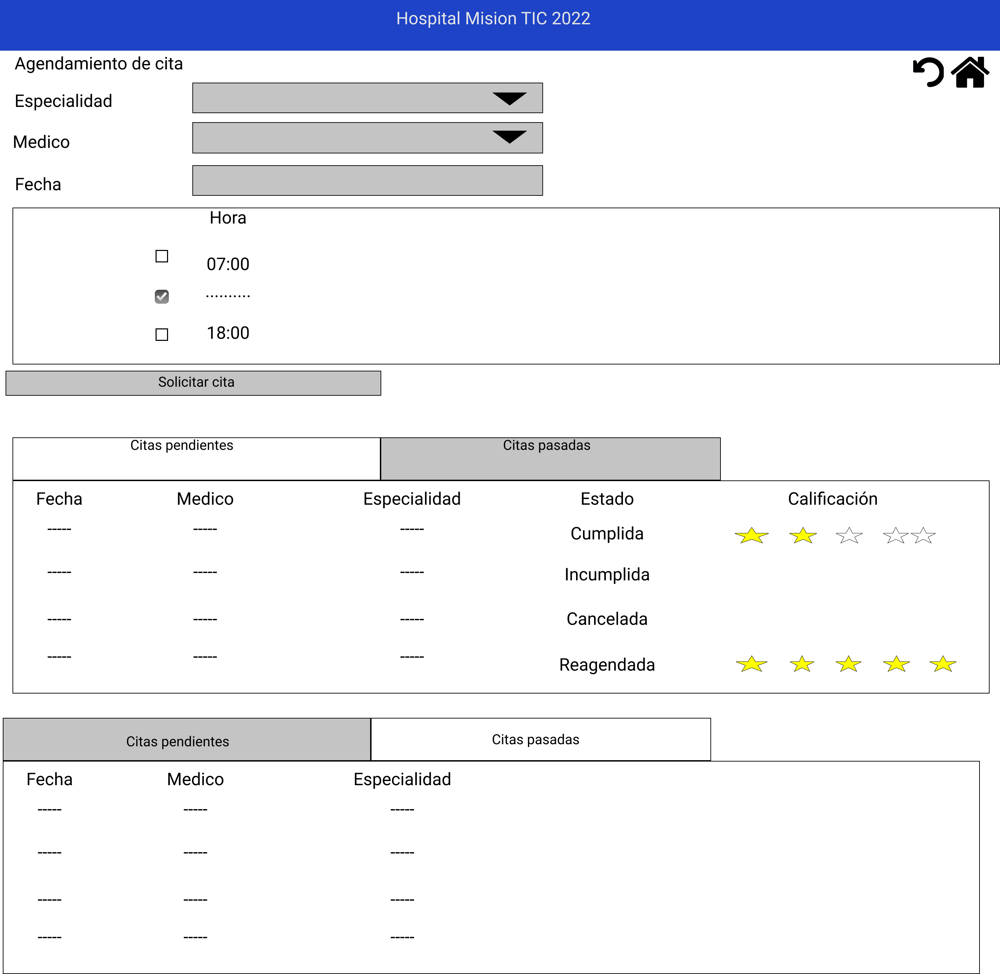 Hospital Mision TIC 2022
Agendamiento de cita
Especialidad
Medico
Fecha
Hora
07:00
..........
18:00
Solicitar cita
Citas pendientes Citas pasadas
Fecha Medico Especialidad Estado Calificación
----- ----- ----- Cumplida
----- ----- ----- Incumplida
----- ----- ----- Cancelada
----- ----- ----- Reagendada
Citas pendientes Citas pasadas
Fecha Medico Especialidad
----- ----- -----
----- ----- -----
----- ----- -----
----- ----- -----